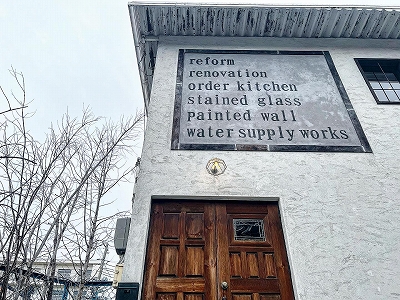 reform
renovation
order kitchen
stained glass
painted wall
water supply works